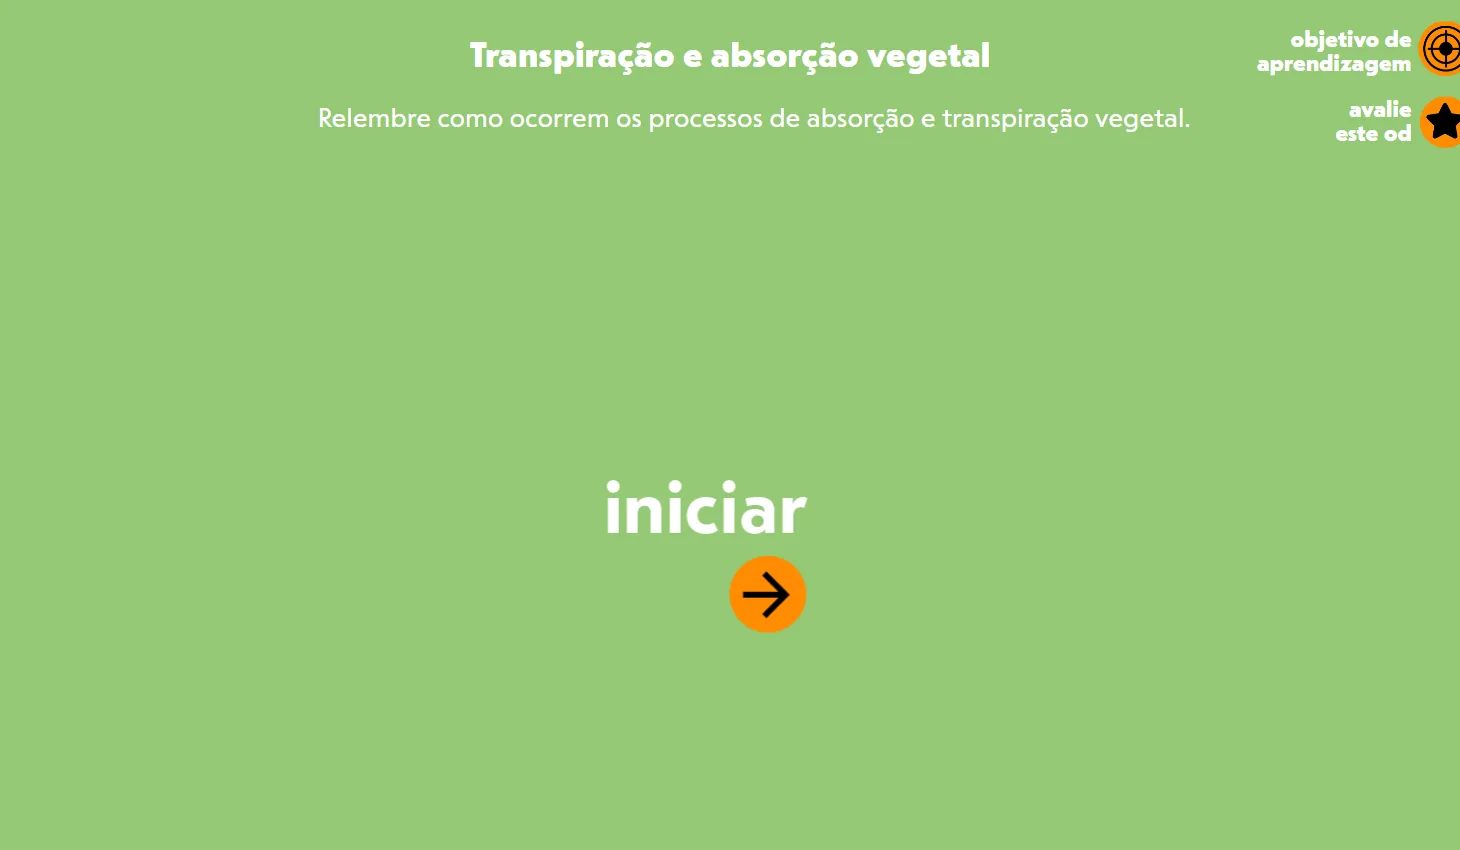 Transpiração e absorção vegetal
Relembre como ocorrem os processos de absorção e transpiração vegetal.
objetivo de
aprendizagem
avalie
este od
iniciar